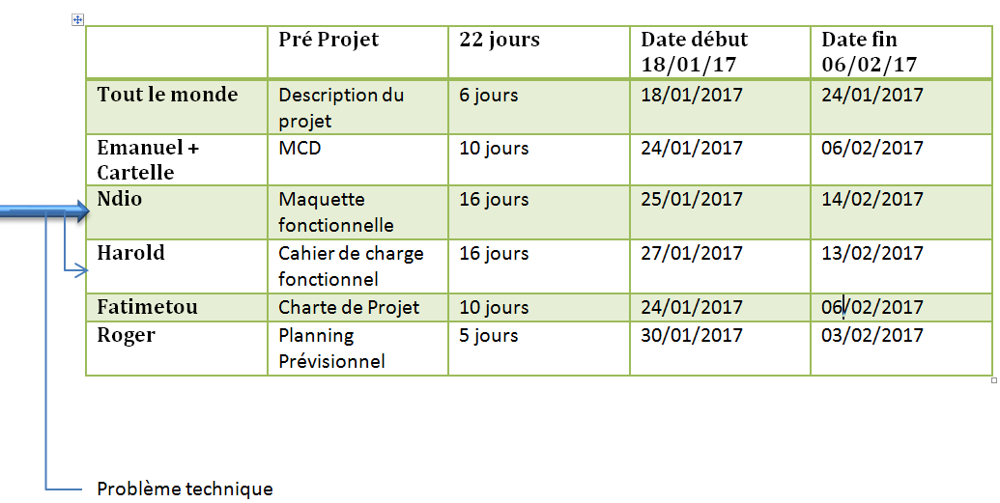 Pré Projet 22 jours Date début Date fin
18/01/17 06/02/17
Tout le monde Description du 6 jours 18/01/2017 24/01/2017
projet
Emanuel + MCD 10 jours 24/01/2017 06/02/2017
Cartelle
Ndio Maquette 16 jours 25/01/2017 14/02/2017
fonctionnelle
Harold Cahier de charge 16 jours 27/01/2017 13/02/2017
fonctionnel
Fatimetou Charte de Projet 10 jours 24/01/2017 06/02/2017
Roger Planning 5 jours 30/01/2017 03/02/2017
Prévisionnel
Problème technique